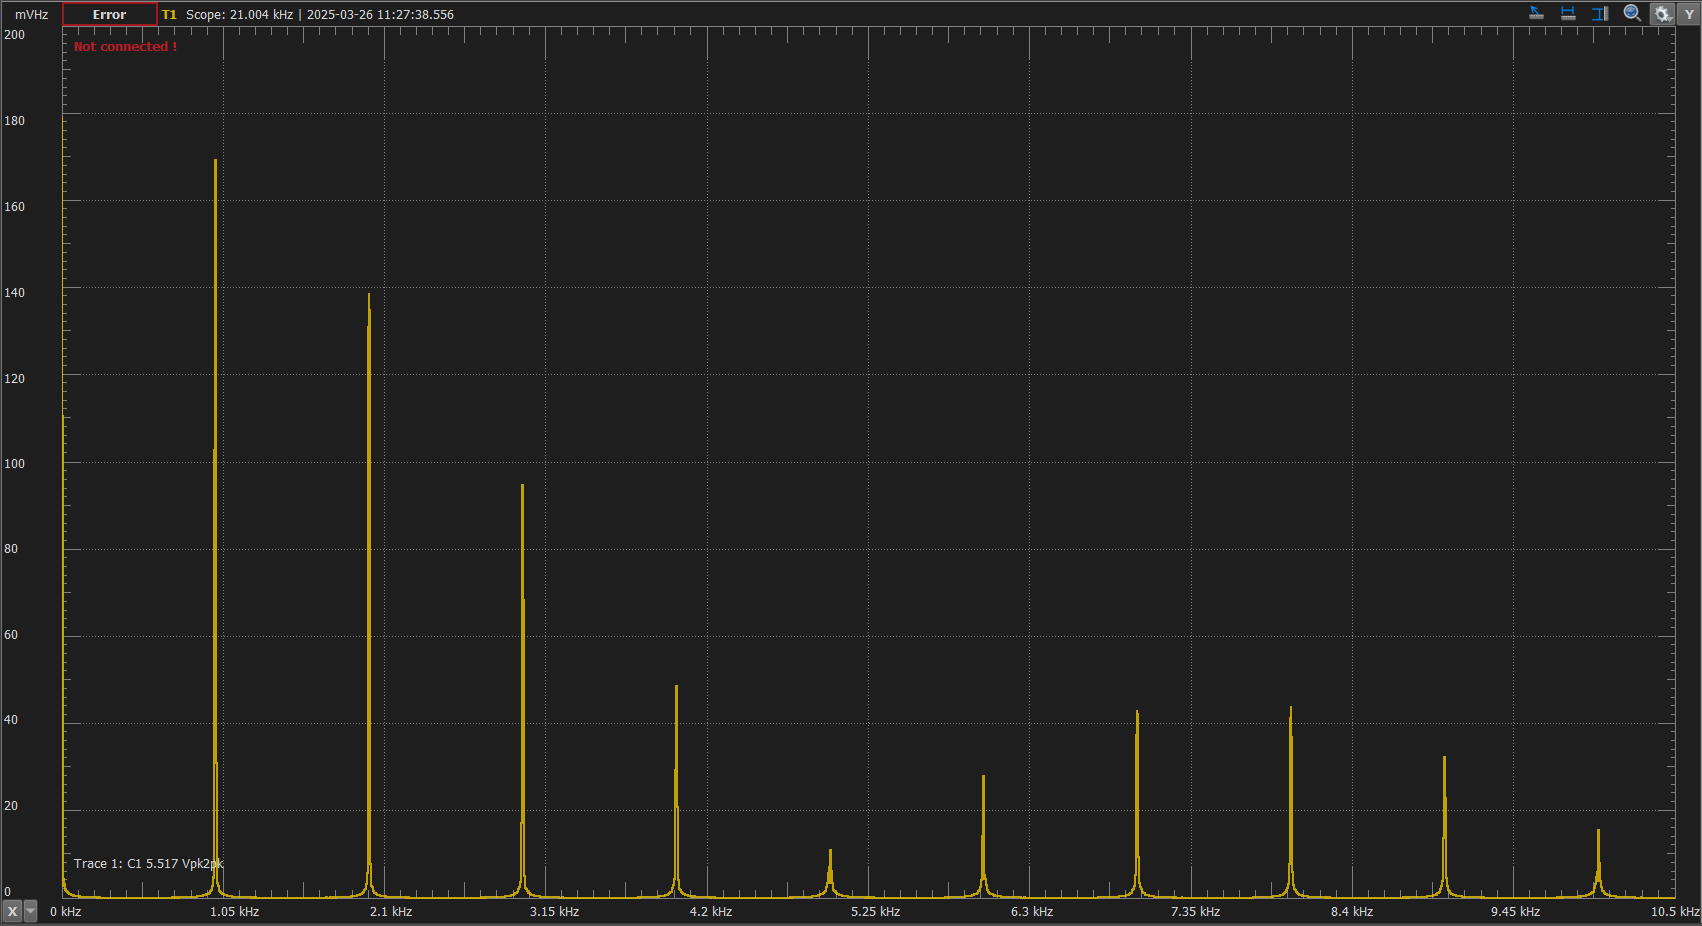 mVHz Error T1 Scope: 21.004 kHz | 2025-03-26 11:27:38.556 Y
Not connected !
200
180
160
140
120
100
80
60
40
20
0
Trace 1: C1 5.517 Vpk2pk
X 0 kHz 1.05 kHz 2.1 kHz 3.15 kHz 4.2 kHz 5.25 kHz 6.3 kHz 7.35 kHz 8.4 kHz 9.45 kHz 10.5 kHz